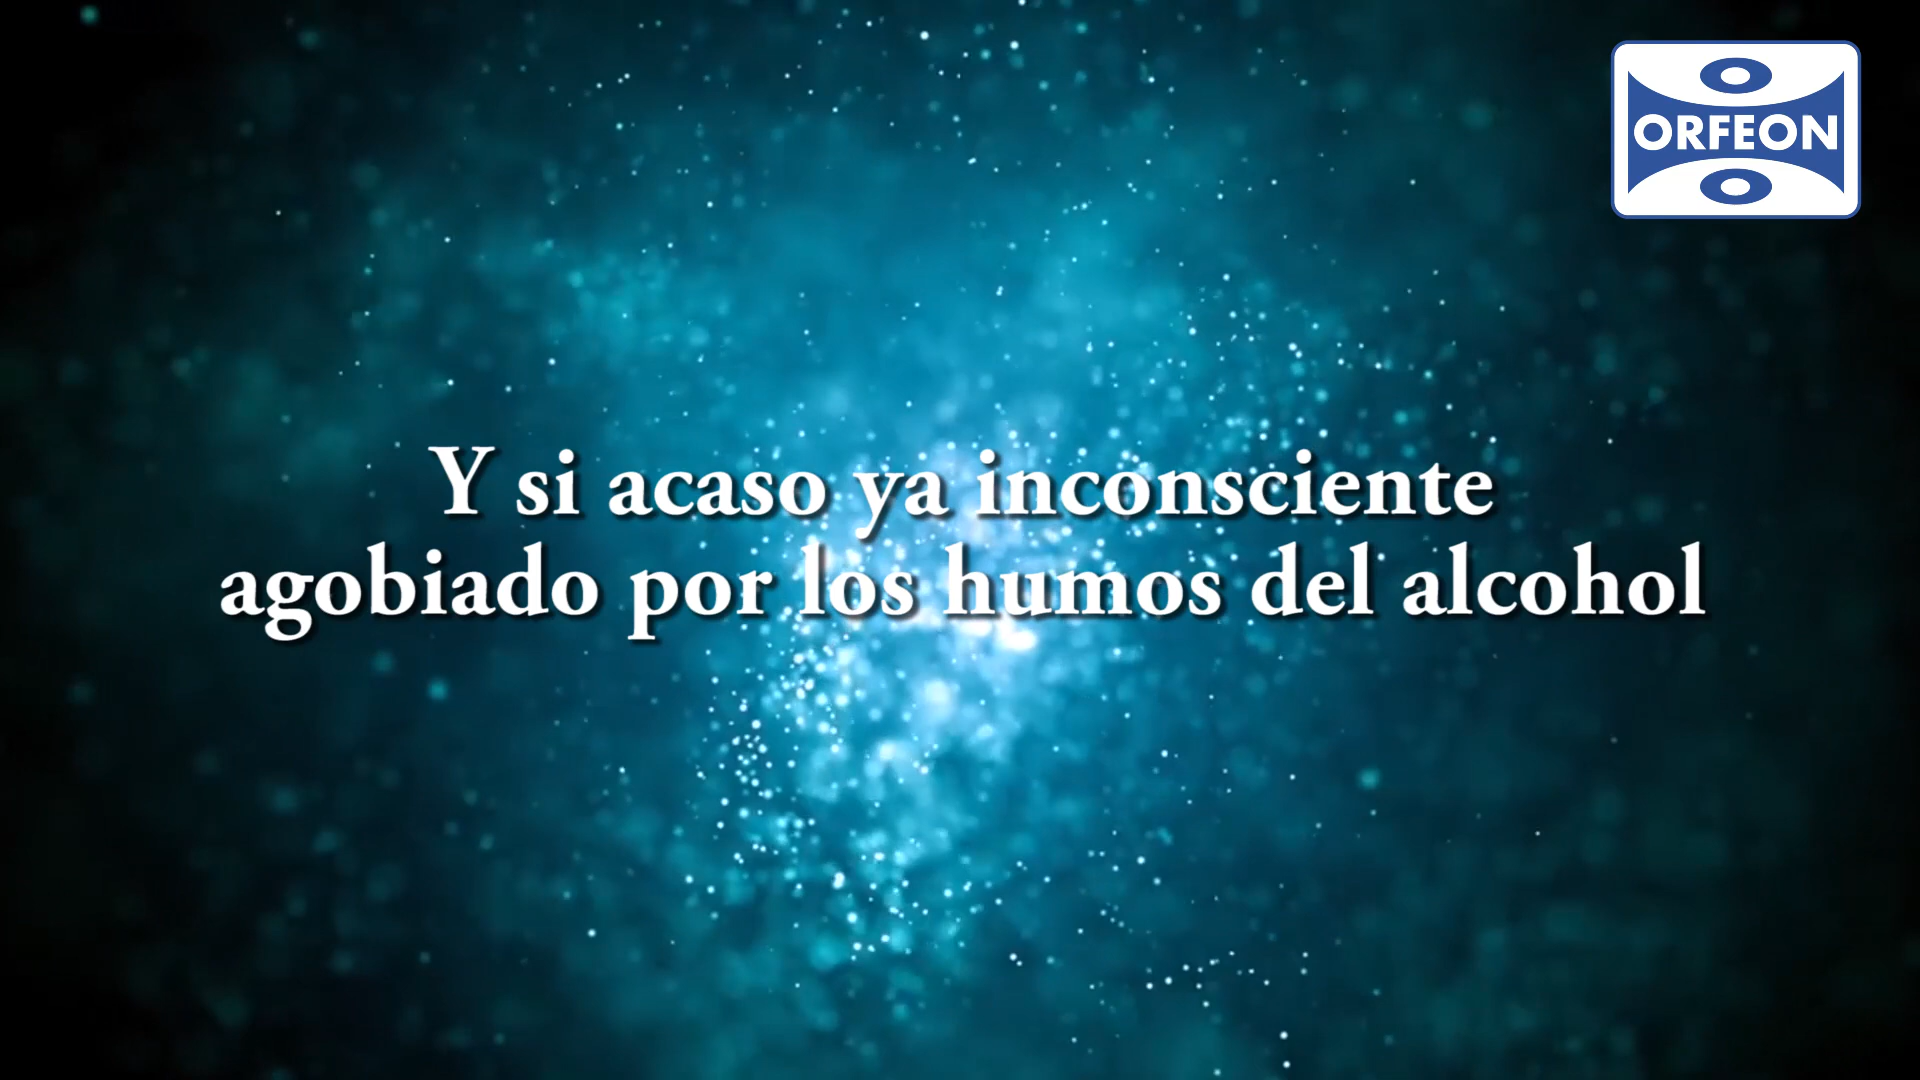 ORFEON
Y si acaso ya inconsciente
agobiado por los humos del alcohol